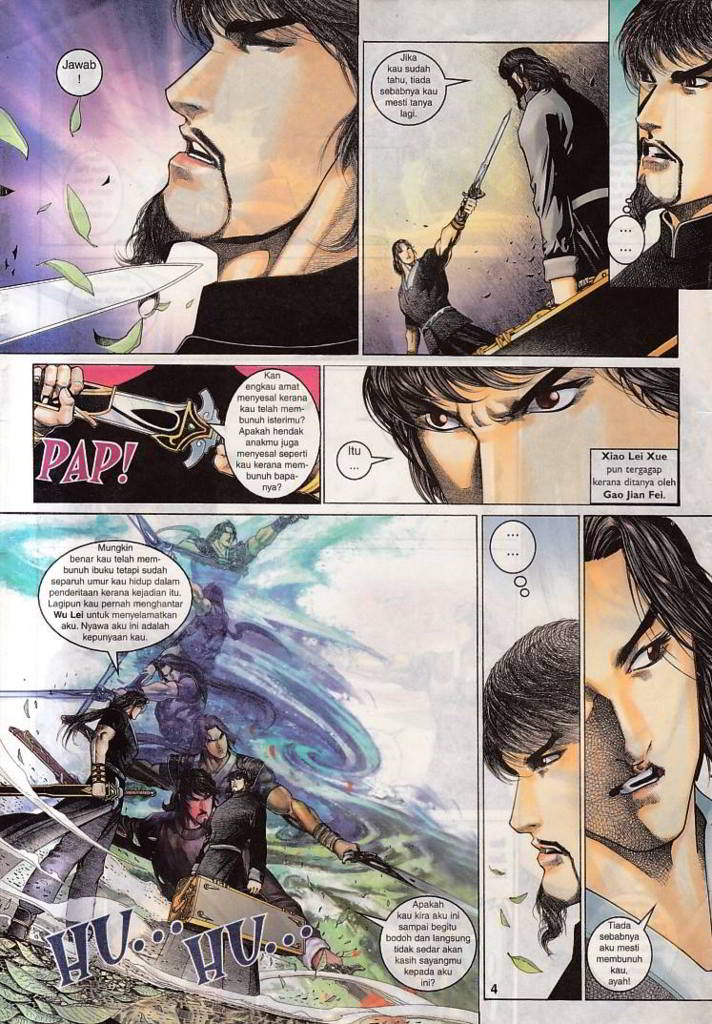 Jawab
!
Jika
kau sudah
tahu, tiada
sebabnya kau
mesti tanya
lagi.
...
...
PAP!
Kan
engkau amat
menyesal kerana
kau telah mem-
bunuh isterimu?
Apakah hendak
anakmu juga
menyesal seperti
kau kerana mem-
bunuh bapa-
nya?
Itu
...
Xiao Lei Xue
pun tergagap
kerana ditanya oleh
Gao Jian Fei.
Mungkin
benar kau telah mem-
bunuh ibuku tetapi sudah
separuh umur kau hidup dalam
penderitaan kerana kejadian itu.
Lagipun kau pernah menghantar
Wu Lei untuk menyelamatkan
aku. Nyawa aku ini adalah
kepunyaan kau.
HU... HU...
Apakah
kau kira aku ini
sampai begitu
bodoh dan langsung
tidak sedar akan
kasih sayangmu
kepada aku
ini?
...
...
Tiada
sebabnya
aku mesti
membunuh
kau,
ayah!
4